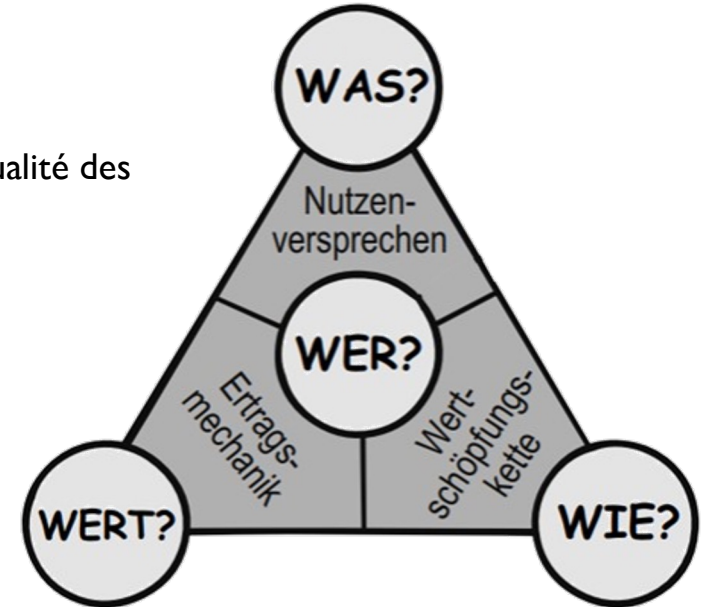 WAS?
ualité des
Nutzen-
versprechen
WER?
Ertrags-
mechanik
Wert-
schöpfungs-
kette
WERT?
WIE?